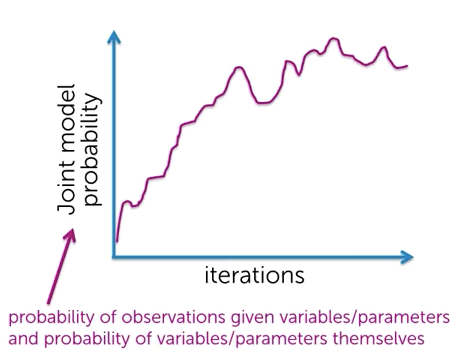 Joint model
probability
iterations
probability of observations given variables/parameters
and probability of variables/parameters themselves